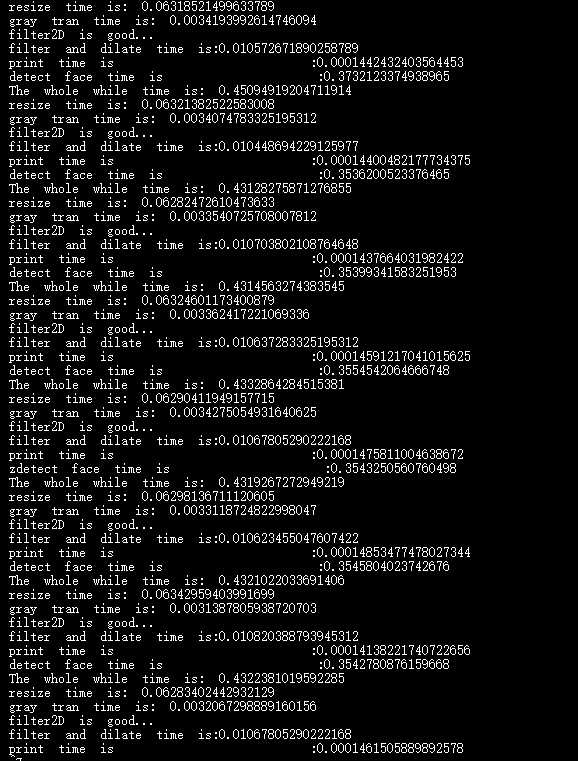 resize time is: 0.06318521499633789
gray tran time is: 0.0034193992614746094
filter2D is good...
filter and dilate time is:0.010572671890258789
print time is :0.0001442432403564453
detect face time is :0.3732123374938965
The whole while time is: 0.45094919204711914
resize time is: 0.06321382522583008
gray tran time is: 0.0034074783325195312
filter2D is good...
filter and dilate time is:0.010448694229125977
print time is :0.00014400482177734375
detect face time is :0.3536200523376465
The whole while time is: 0.43128275871276855
resize time is: 0.06282472610473633
gray tran time is: 0.0033540725708007812
filter2D is good...
filter and dilate time is:0.010703802108764648
print time is :0.0001437664031982422
detect face time is :0.35399341583251953
The whole while time is: 0.4314563274383545
resize time is: 0.06324601173400879
gray tran time is: 0.003362417221069336
filter2D is good...
filter and dilate time is:0.010637283325195312
print time is :0.00014591217041015625
detect face time is :0.3554542064666748
The whole while time is: 0.4332864284515381
resize time is: 0.06290411949157715
gray tran time is: 0.0034275054931640625
filter2D is good...
filter and dilate time is:0.01067805290222168
print time is :0.0001475811004638672
zdetect face time is :0.3543250560760498
The whole while time is: 0.4319267272949219
resize time is: 0.06298136711120605
gray tran time is: 0.0033118724822998047
filter2D is good...
filter and dilate time is:0.010623455047607422
print time is :0.00014853477478027344
detect face time is :0.3545804023742676
The whole while time is: 0.4321022033691406
resize time is: 0.06342959403991699
gray tran time is: 0.0031387805938720703
filter2D is good...
filter and dilate time is:0.010820388793945312
print time is :0.00014138221740722656
detect face time is :0.3542780876159668
The whole while time is: 0.4322381019592285
resize time is: 0.06283402442932129
gray tran time is: 0.0032067298889160156
filter2D is good...
filter and dilate time is:0.01067805290222168
print time is :0.0001461505889892578